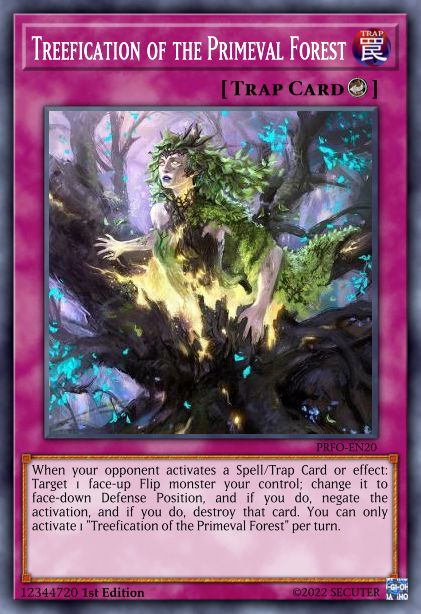 Treefication of the Primeval Forest
TRAP
罠
[Trap Card]
PRFO-EN20
When your opponent activates a Spell/Trap Card or effect:
Target 1 face-up Flip monster your control; change it to
face-down Defense Position, and if you do, negate the
activation, and if you do, destroy that card. You can only
activate 1 "Treefication of the Primeval Forest" per turn.
12344720 1st Edition
©2022 SECUTER